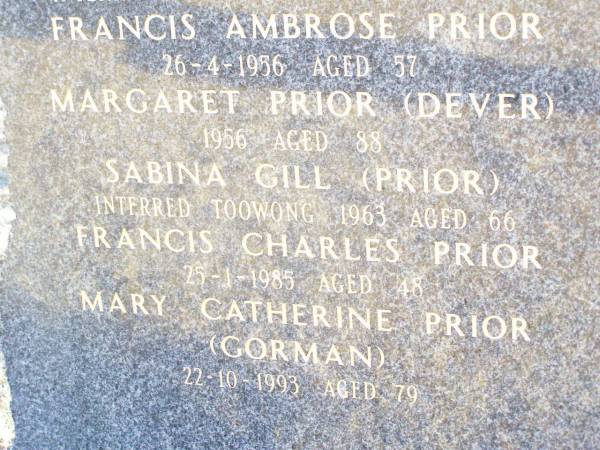 FRANCIS AMBROSE PRIOR
26-4-1956 AGED 57
MARGARET PRIOR (DEVER)
1956 AGED 88
SABINA GILL (PRIOR)
INTERRED TOOWONG 1963 AGED 66
FRANCIS CHARLES PRIOR
25-1-1985 AGED 48
MARY CATHERINE PRIOR
(GORMAN)
22-10-1993 AGED 79